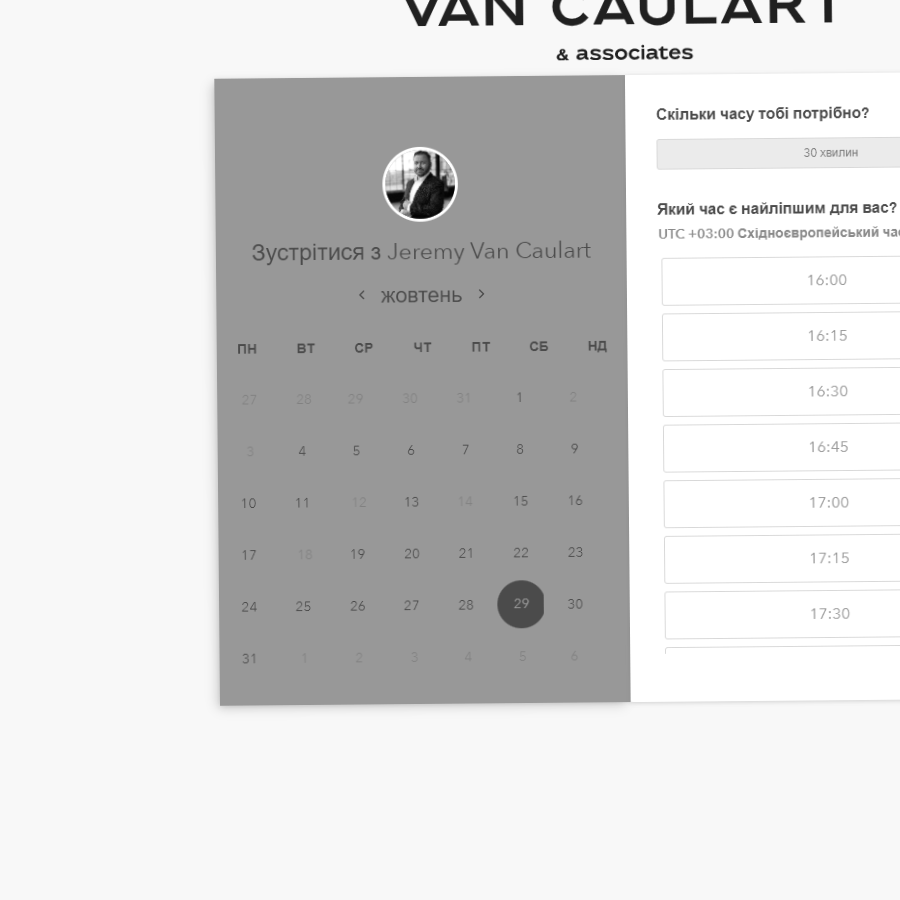 VAN CAULART
& associates
Зустрітися з Jeremy Van Caulart
жовтень
ПН ВТ СР ЧТ ПТ СБ НД
27 28 29 30 31 1 2
3 4 5 6 7 8 9
10 11 12 13 14 15 16
17 18 19 20 21 22 23
24 25 26 27 28 29 30
31 1 2 3 4 5 6
Скільки часу тобі потрібно?
30 хвилин
Який час є найліпшим для вас?
UTC +03:00 Східноєвропейський
16:00
16:15
16:30
16:45
17:00
17:15
17:30